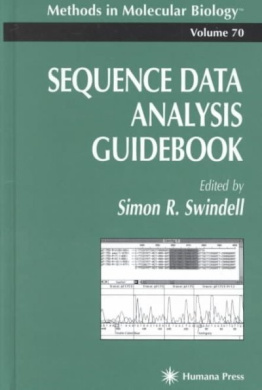 Methods in Molecular Biology™
Volume 70
SEQUENCE DATA
ANALYSIS
GUIDEBOOK
Edited by
Simon R. Swindell
Humana Press